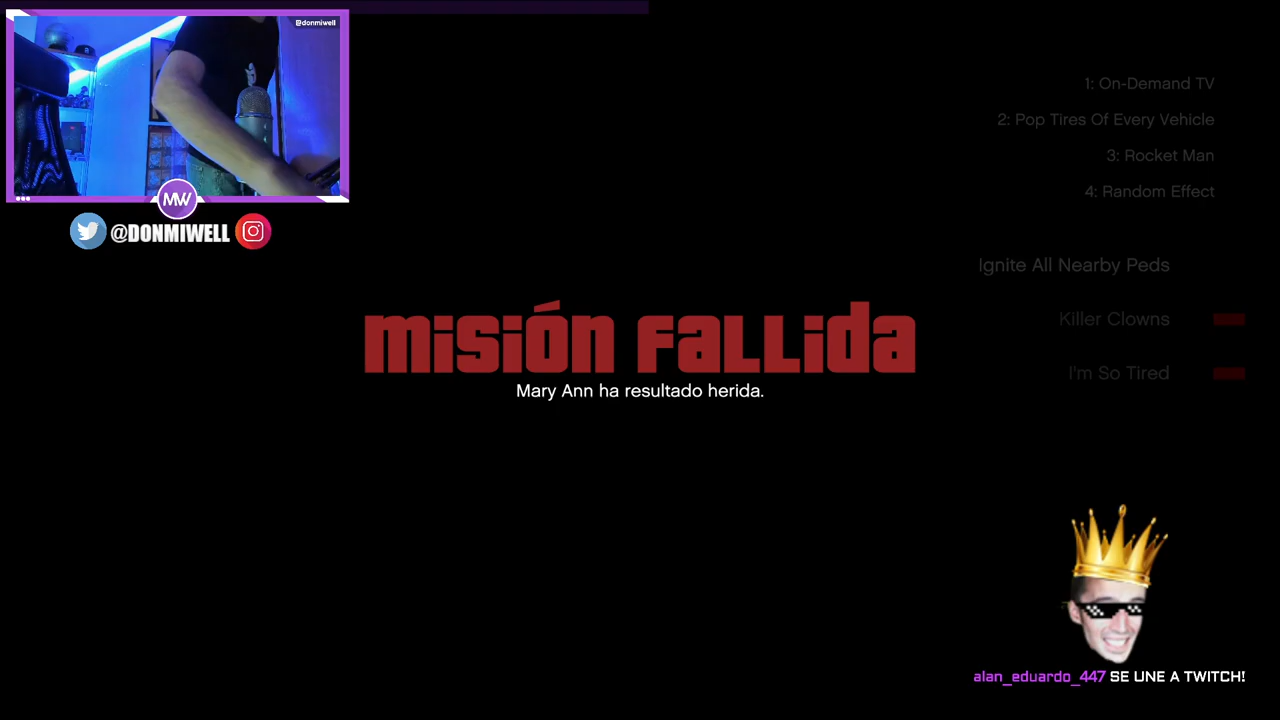 @donmiwell
MW
@DONMIWELL
1: On-Demand TV
2: Pop Tires Of Every Vehicle
3: Rocket Man
4: Random Effect
Ignite All Nearby Peds
Killer Clowns
I'm So Tired
misión fallida
Mary Ann ha resultado herida.
alan_eduardo_447 SE UNE A TWITCH!